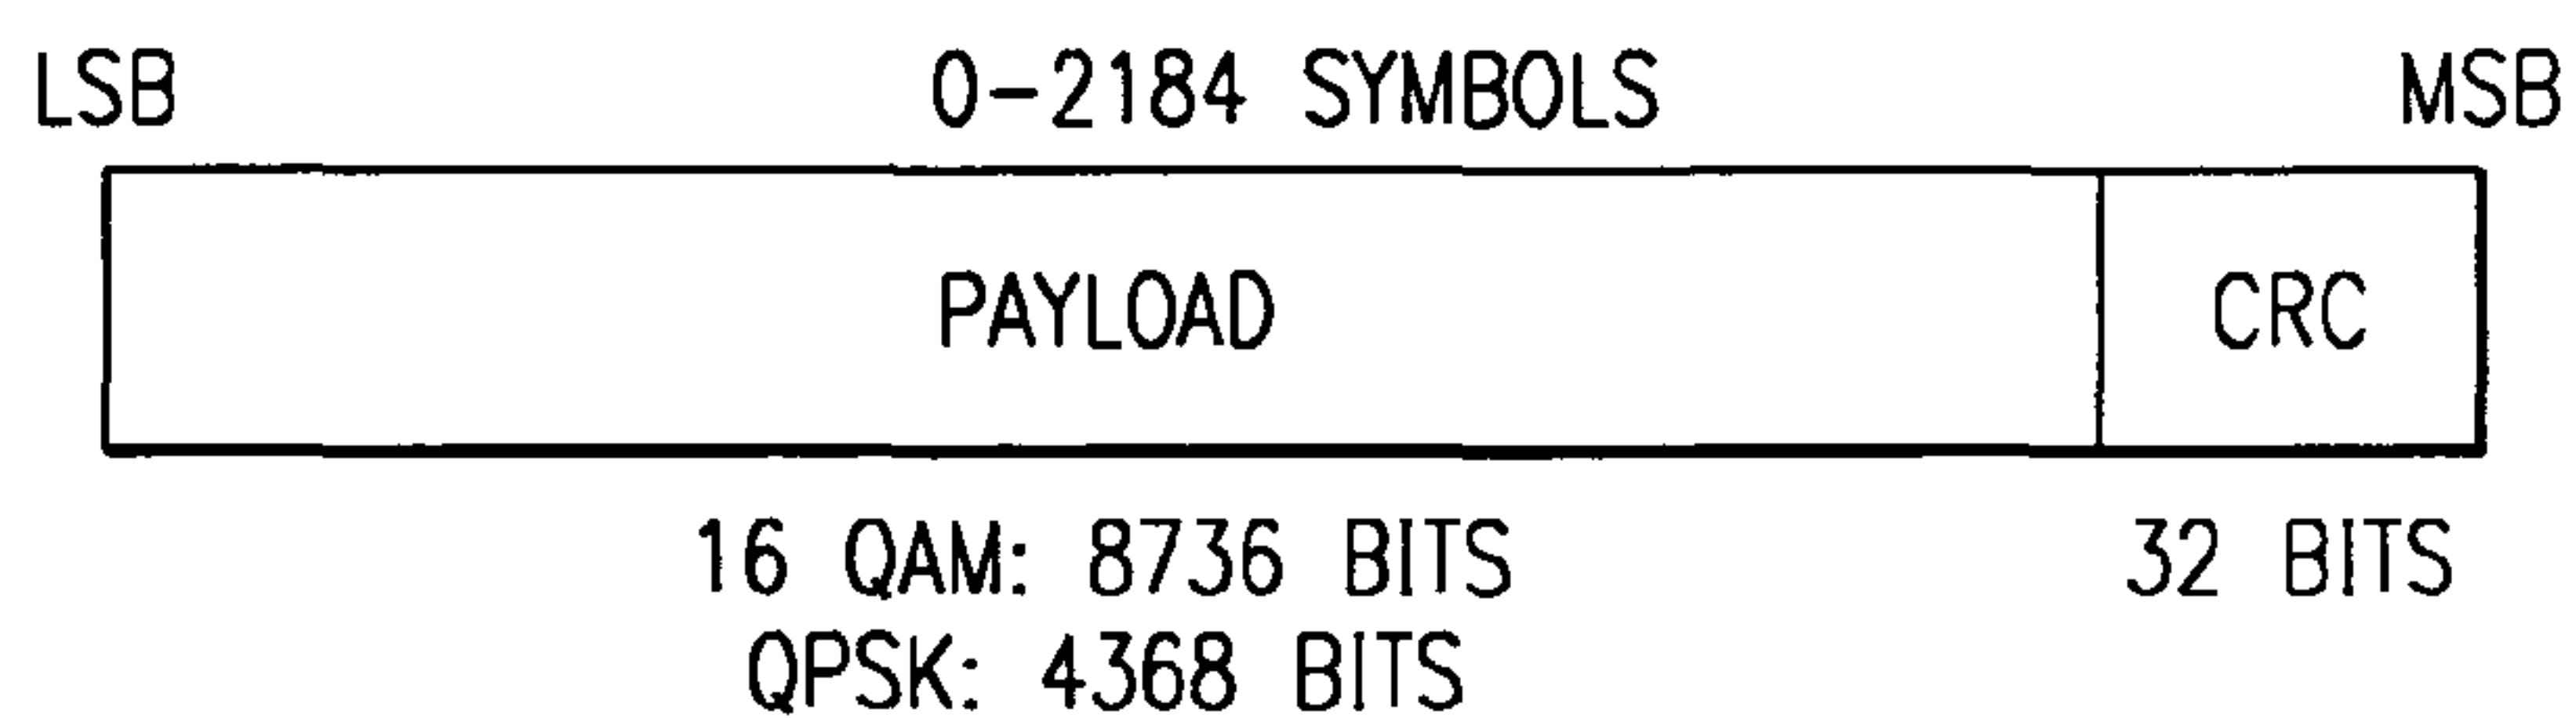 LSB 0-2184 SYMBOLS MSB
PAYLOAD CRC
16 QAM: 8736 BITS 32 BITS
QPSK: 4368 BITS